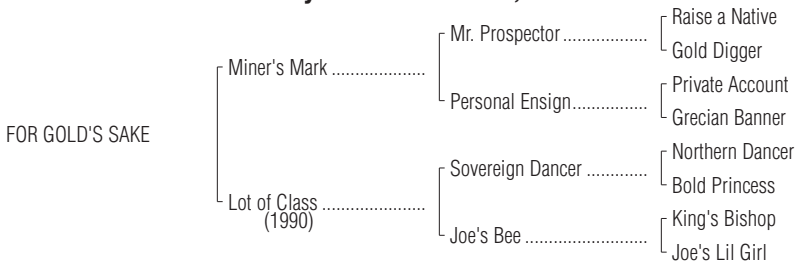 Raise a Native
Mr. Prospector ....................
Gold Digger
Miner's Mark ....................
Private Account
Personal Ensign..................
Grecian Banner
FOR GOLD'S SAKE
Northern Dancer
Sovereign Dancer ..............
Bold Princess
Lot of Class ......................
(1990)
King's Bishop
Joe's Bee ............................
Joe's Lil Girl